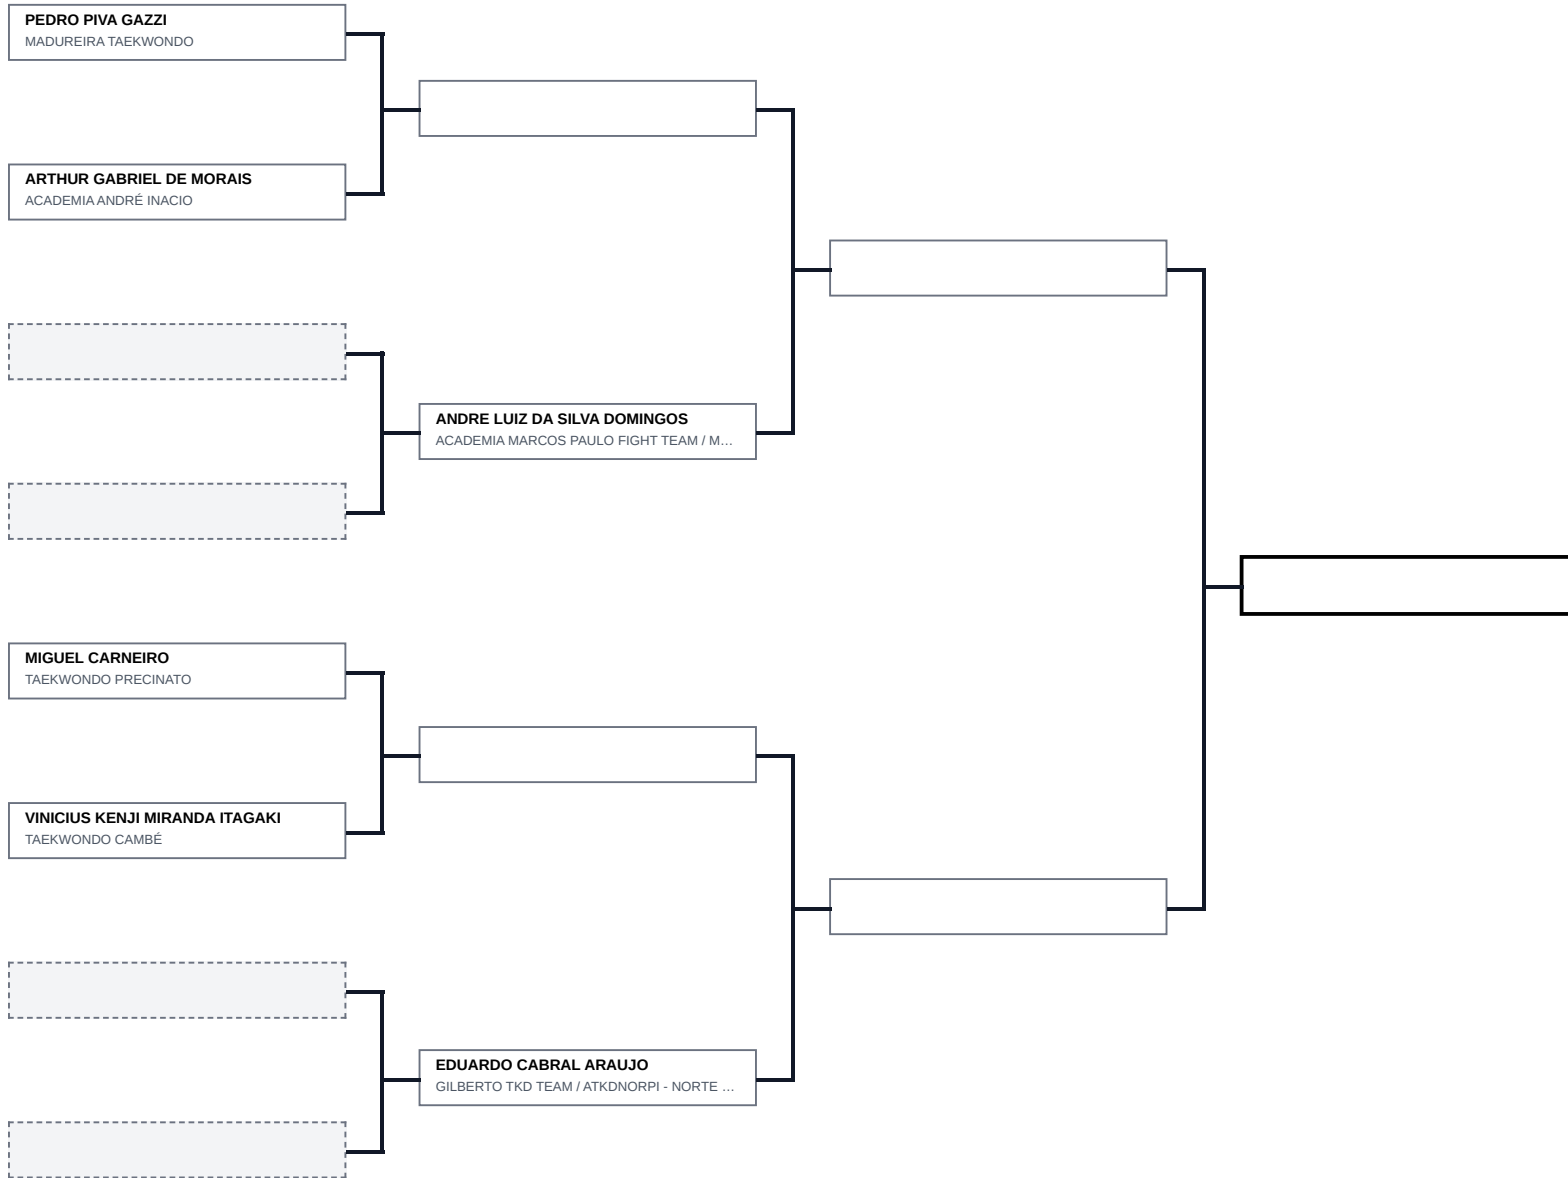 PEDRO PIVA GAZZI
MADUREIRA TAEKWONDO
ARTHUR GABRIEL DE MORAIS
ACADEMIA ANDRÉ INACIO
ANDRE LUIZ DA SILVA DOMINGOS
ACADEMIA MARCOS PAULO FIGHT TEAM / M...
MIGUEL CARNEIRO
TAEKWONDO PRECINATO
VINICIUS KENJI MIRANDA ITAGAKI
TAEKWONDO CAMBÉ
EDUARDO CABRAL ARAUJO
GILBERTO TKD TEAM / ATKDNORPI - NORTE ...